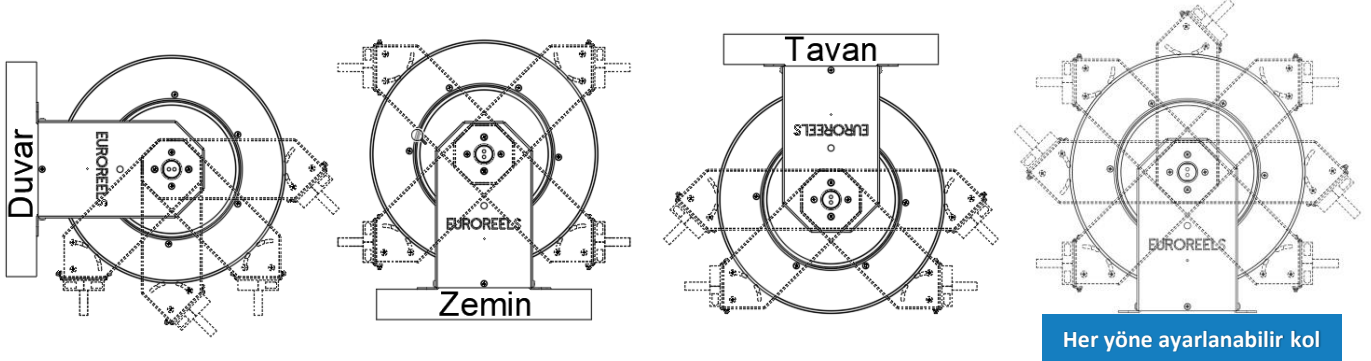 Duvar
EUROREELS
EUROREELS
Zemin
Tavan
EUROREELS
EUROREELS
Her yöne ayarlanabilir kol